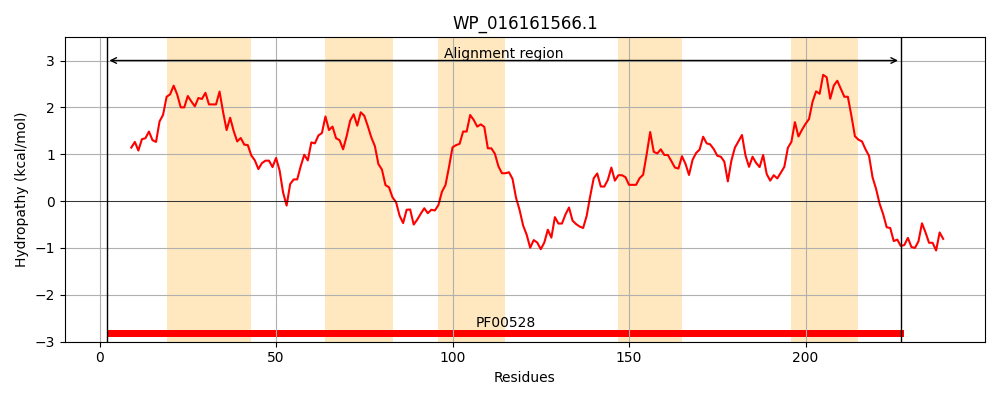 WP_016161566.1
Alignment region
Hydropathy (kcal/mol)
3
2
1
0
−1
−2
−3
PF00528
0
50
100
150
200
Residues